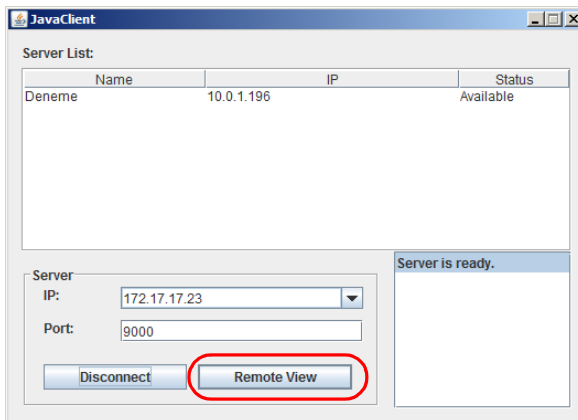 JavaClient
Server List:
Name IP Status
Deneme 10.0.1.196 Available
Server is ready.
Server
IP: 172.17.17.23
Port: 9000
Disconnect Remote View